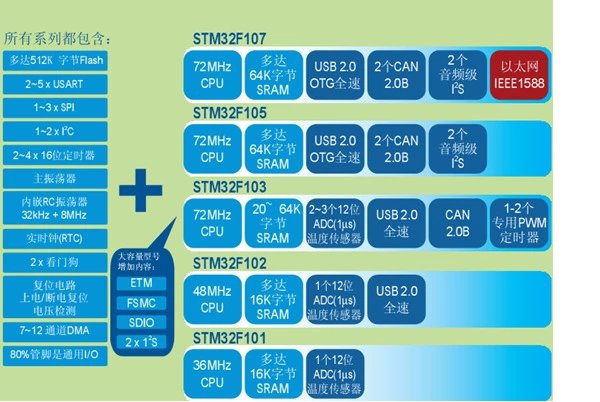 所有系列都包含:
多达512K 字节Flash
2~5 x USART
1~3 x SPI
1~2 x I²C
2~4 x 16位定时器
主振荡器
内嵌RC振荡器
32kHz + 8MHz
实时钟(RTC)
2 x 看门狗
复位电路
上电/断电复位
电压检测
7~12 通道DMA
80%管脚是通用I/O
+
大容量型号
增加内容:
ETM
FSMC
SDIO
2 x 1²S
STM32F107
72MHz
CPU
多达
64K字节
SRAM
USB 2.0
OTG全速
2个CAN
2.0B
2个
音频级
I²S
以太网
IEEE1588
STM32F105
72MHz
CPU
多达
64K字节
SRAM
USB 2.0
OTG全速
2个CAN
2.0B
2个
音频级
I²S
STM32F103
72MHz
CPU
20~ 64K
字节
SRAM
2~3个12位
ADC(1μs)
温度传感器
USB 2.0
全速
CAN
2.0B
1-2个
专用PWM
定时器
STM32F102
48MHz
CPU
多达
16K字节
SRAM
1个12位
ADC(1μs)
温度传感器
USB 2.0
全速
STM32F101
36MHz
CPU
多达
16K字节
SRAM
1个12位
ADC(1μs)
温度传感器